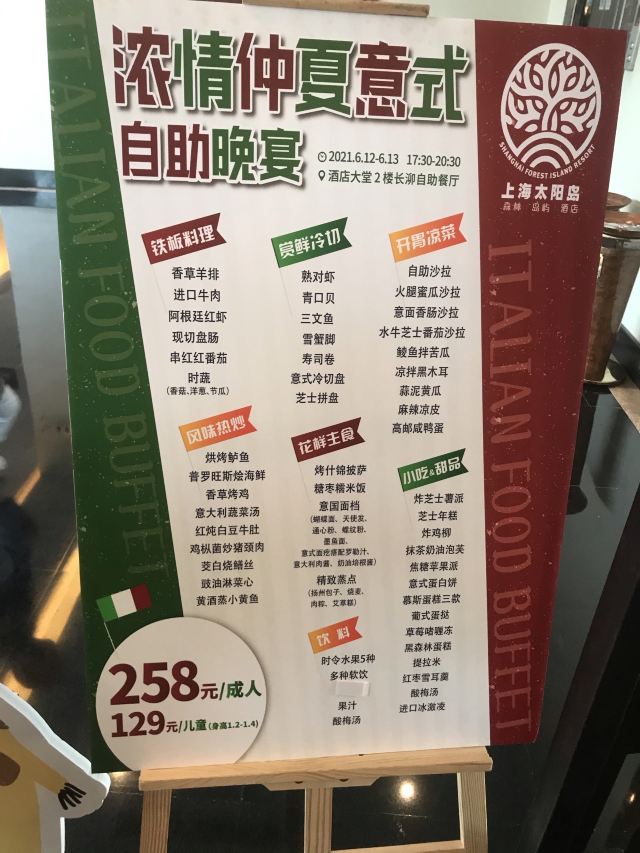 浓情仲夏意式
自助晚宴
2021.6.12-6.13 17:30-20:30
酒店大堂2楼长泖自助餐厅
SHANGHAI FOREST ISLAND RESORT
上海太阳岛
森林 岛屿 酒店
ITALIAN FOOD BUFFET
ITALIAN FOOD BUFFET
铁板料理
香草羊排
进口牛肉
阿根廷红虾
现切盘肠
串红红番茄
时蔬
(香菇、洋葱、节瓜)
赏鲜冷切
熟对虾
青口贝
三文鱼
雪蟹脚
寿司卷
意式冷切盘
芝士拼盘
开胃凉菜
自助沙拉
火腿蜜瓜沙拉
意面香肠沙拉
水牛芝士番茄沙拉
鲮鱼拌苦瓜
凉拌黑木耳
蒜泥黄瓜
麻辣凉皮
高邮咸鸭蛋
风味热炒
烘烤鲈鱼
普罗旺斯烩海鲜
香草烤鸡
意大利蔬菜汤
红炖白豆牛肚
鸡枞菌炒猪颈肉
茭白烧鳝丝
豉油淋菜心
黄酒蒸小黄鱼
花样主食
烤什锦披萨
糖枣糯米饭
意国面档
(蝴蝶面、天使发、
通心粉、螺纹粉、
墨鱼面、
意式面疙瘩配罗勒汁、
意大利肉酱、奶油培根酱)
精致蒸点
(扬州包子、烧麦、
肉粽、艾草糕)
小吃&甜品
炸芝士薯派
芝士年糕
炸鸡柳
抹茶奶油泡芙
焦糖苹果派
意式蛋白饼
慕斯蛋糕三款
葡式蛋挞
草莓啫喱冻
黑森林蛋糕
提拉米
红枣雪耳羹
酸梅汤
进口冰激凌
饮料
时令水果5种
多种软饮
果汁
酸梅汤
258元/成人
129元/儿童(身高1.2-1.4)